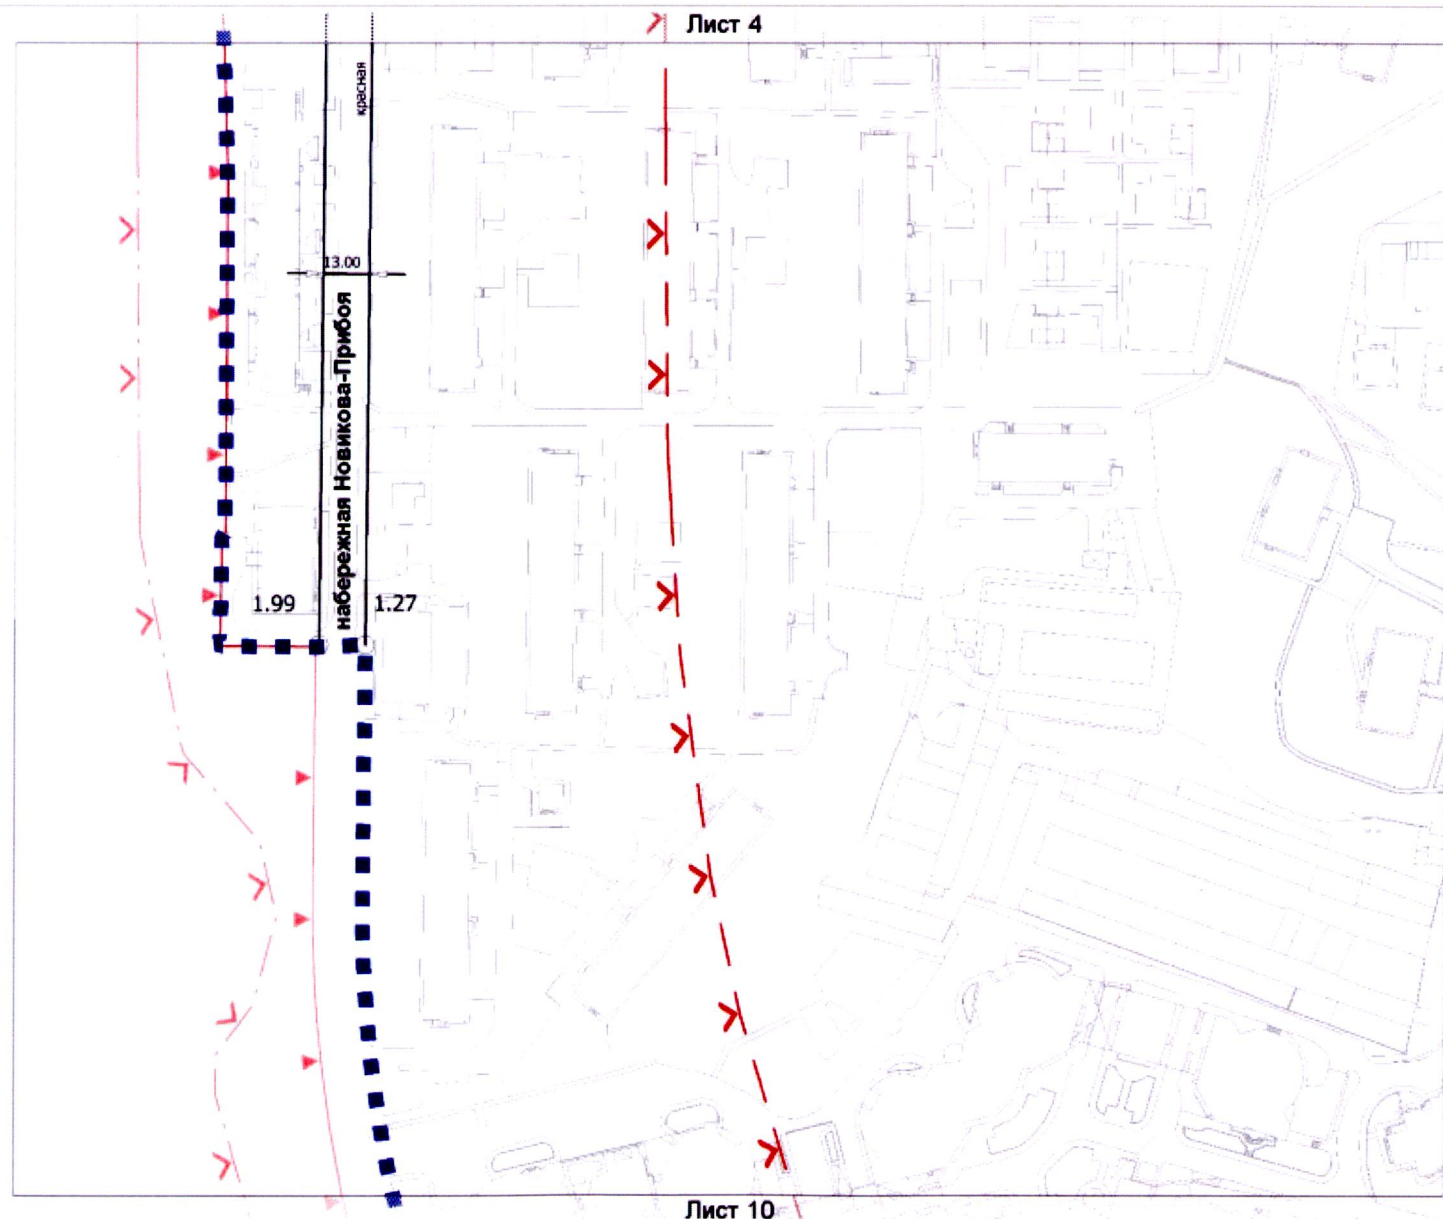 Лист 4
красная
13.00
набережная Новикова-Прибоя
1.99
1.27
Лист 10